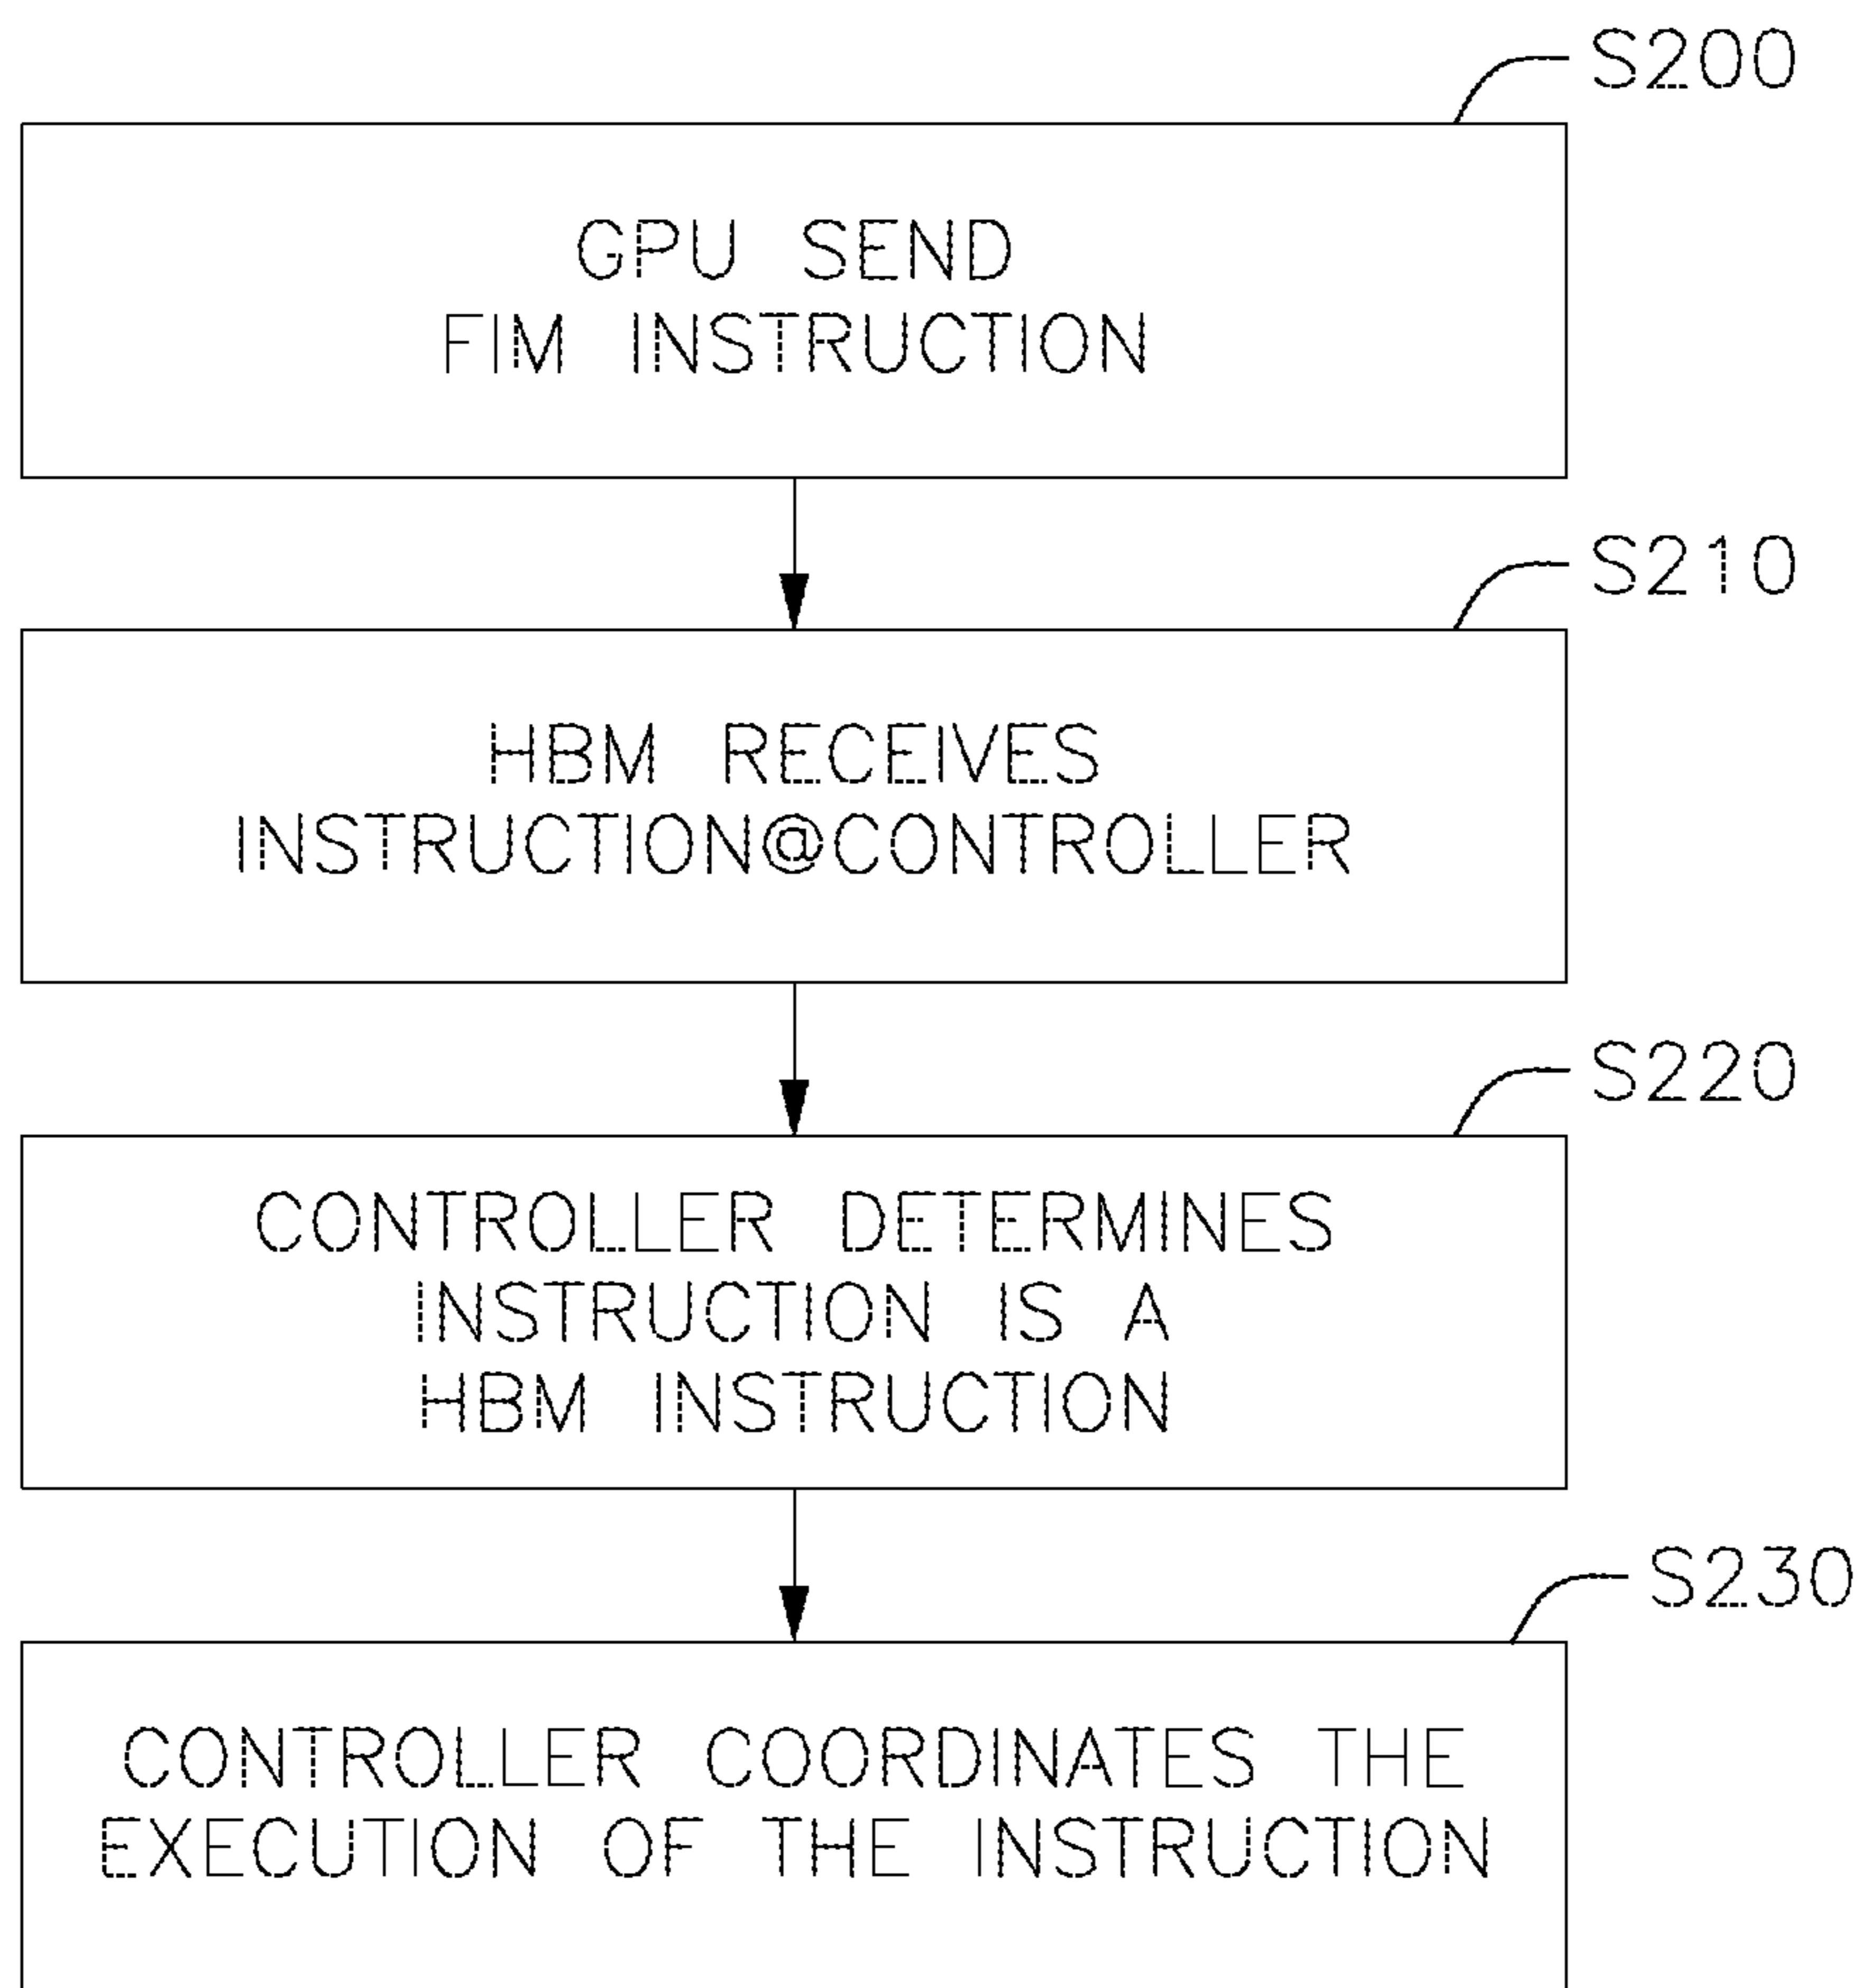 S200
GPU SEND
FIM INSTRUCTION
S210
HBM RECEIVES
INSTRUCTION@CONTROLLER
S220
CONTROLLER DETERMINES
INSTRUCTION IS A
HBM INSTRUCTION
S230
CONTROLLER COORDINATES THE
EXECUTION OF THE INSTRUCTION